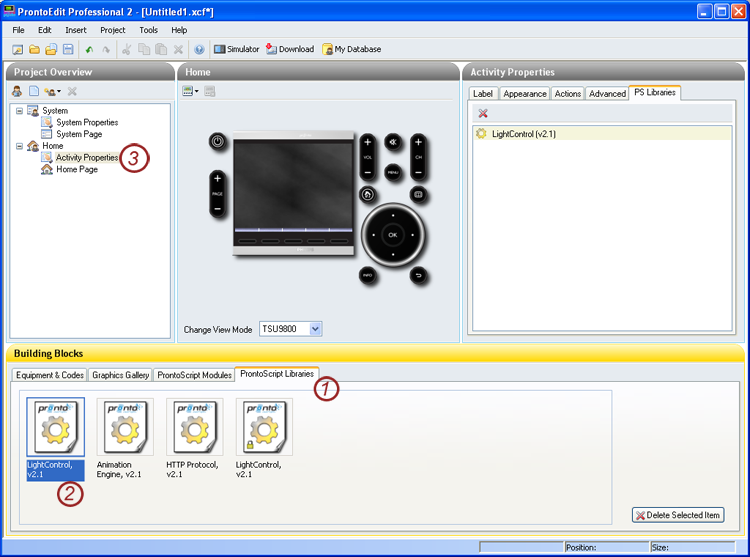 ProntoEdit Professional 2 - [Untitled1.xcf*]
File Edit Insert Project Tools Help
Simulator Download My Database
Project Overview
System
System Properties
System Page
Home
Activity Properties
3
Home Page
Home
VOL
CH
MENU
PAGE
OK
INFO
Change View Mode TSU9800
Activity Properties
Label Appearance Actions Advanced PS Libraries
LightControl (v2.1)
Building Blocks
Equipment & Codes Graphics Gallery ProntoScript Modules ProntoScript Libraries
1
pronto pronto pronto pronto
LightControl, v2.1
2
Animation Engine, v2.1
HTTP Protocol, v2.1
LightControl, v2.1
Delete Selected Item
Position: Size: